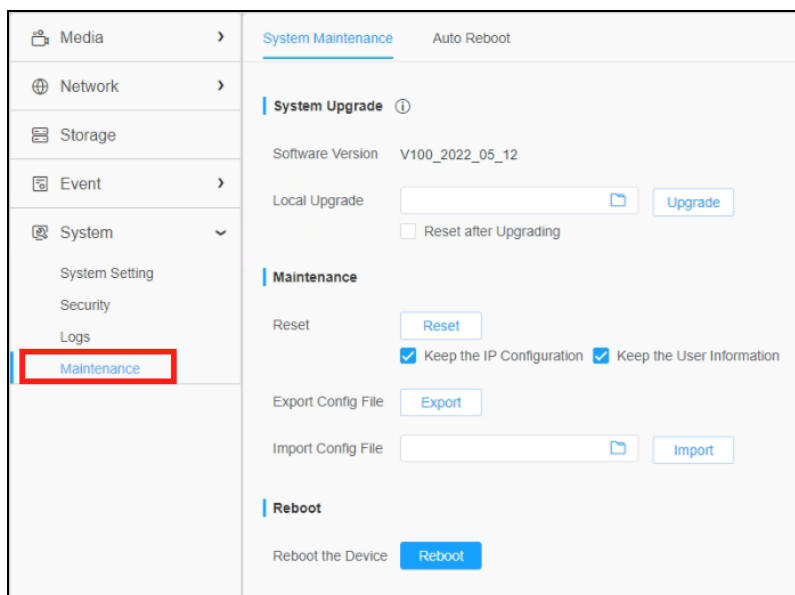 Media
Network
Storage
Event
System
System Setting
Security
Logs
Maintenance
System Maintenance Auto Reboot
System Upgrade
Software Version V100_2022_05_12
Local Upgrade Upgrade
Reset after Upgrading
Maintenance
Reset Reset
Keep the IP Configuration Keep the User Information
Export Config File Export
Import Config File Import
Reboot
Reboot the Device Reboot